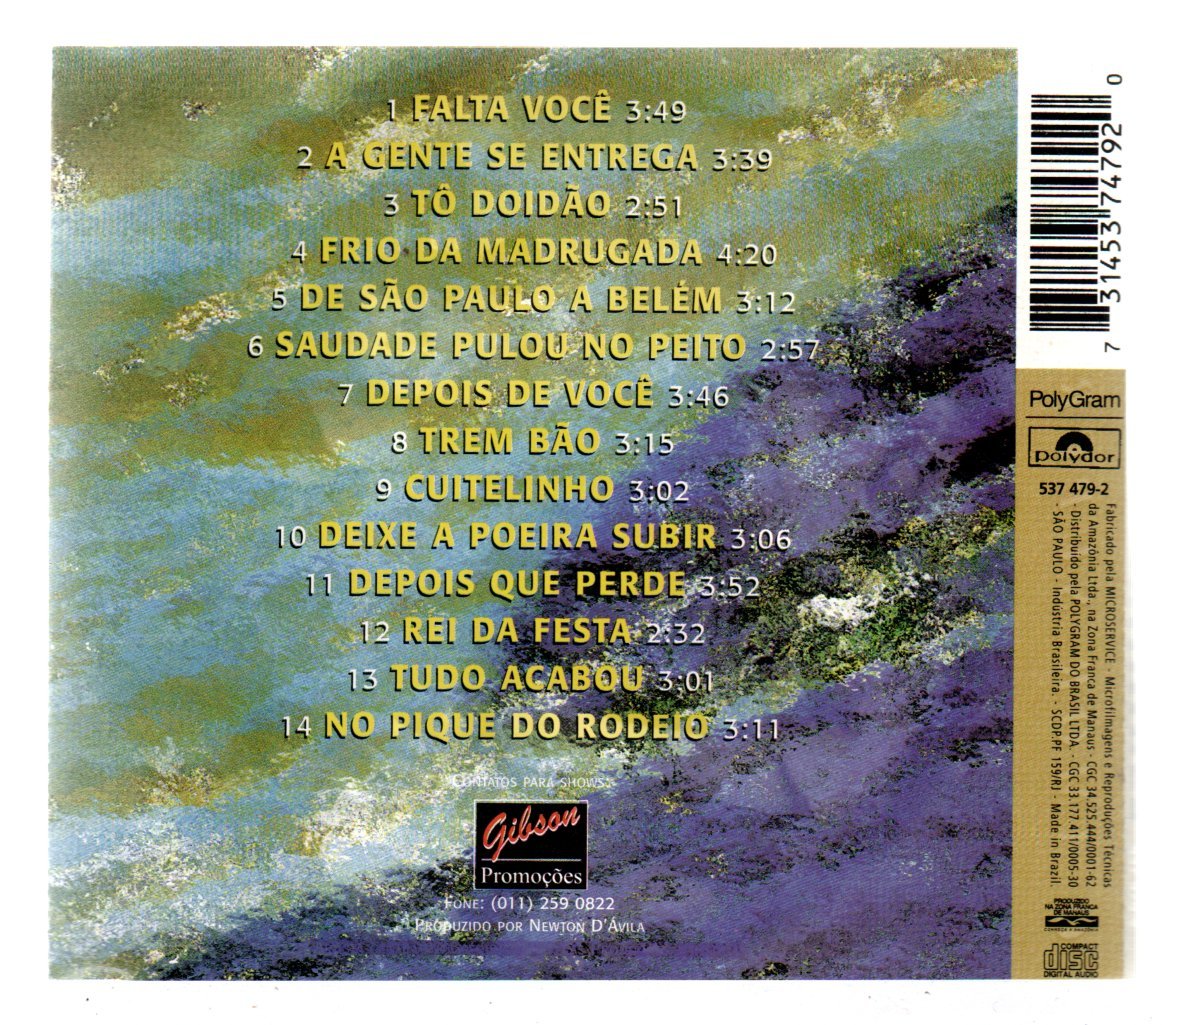 1 FALTA VOCÊ 3:49
2 A GENTE SE ENTREGA 3:39
3 TÔ DOIDÃO 2:51
4 FRIO DA MADRUGADA 4:20
5 DE SÃO PAULO A BELÉM 3:12
6 SAUDADE PULOU NO PEITO 2:57
7 DEPOIS DE VOCÊ 3:46
8 TREM BÃO 3:15
9 CUITELINHO 3:02
10 DEIXE A POEIRA SUBIR 3:06
11 DEPOIS QUE PERDE 3:52
12 REI DA FESTA 2:32
13 TUDO ACABOU 3:01
14 NO PIQUE DO RODEIO 3:11
CONTATOS PARA SHOWS:
Gibson
Promoções
FONE: (011) 259 0822
PRODUZIDO POR NEWTON D'ÁVILA
7 31453 74792 0
PolyGram
polydor
537 479-2
Fabricado pela MICROSERVICE - Microfilmagens e Reproduções Técnicas
da Amazônia Ltda., na Zona Franca de Manaus - CGC 34.525.444/0001-62
- Distribuído pela POLYGRAM DO BRASIL LTDA. - CGC 33.177.411/0005-30
- SÃO PAULO - Indústria Brasileira. - SCDP.PF 159/RJ - Made in Brazil.
PRODUZIDO
NA ZONA FRANCA
DE MANAUS
CONHEÇA A AMAZÔNIA
COMPACT
disc
DIGITAL AUDIO